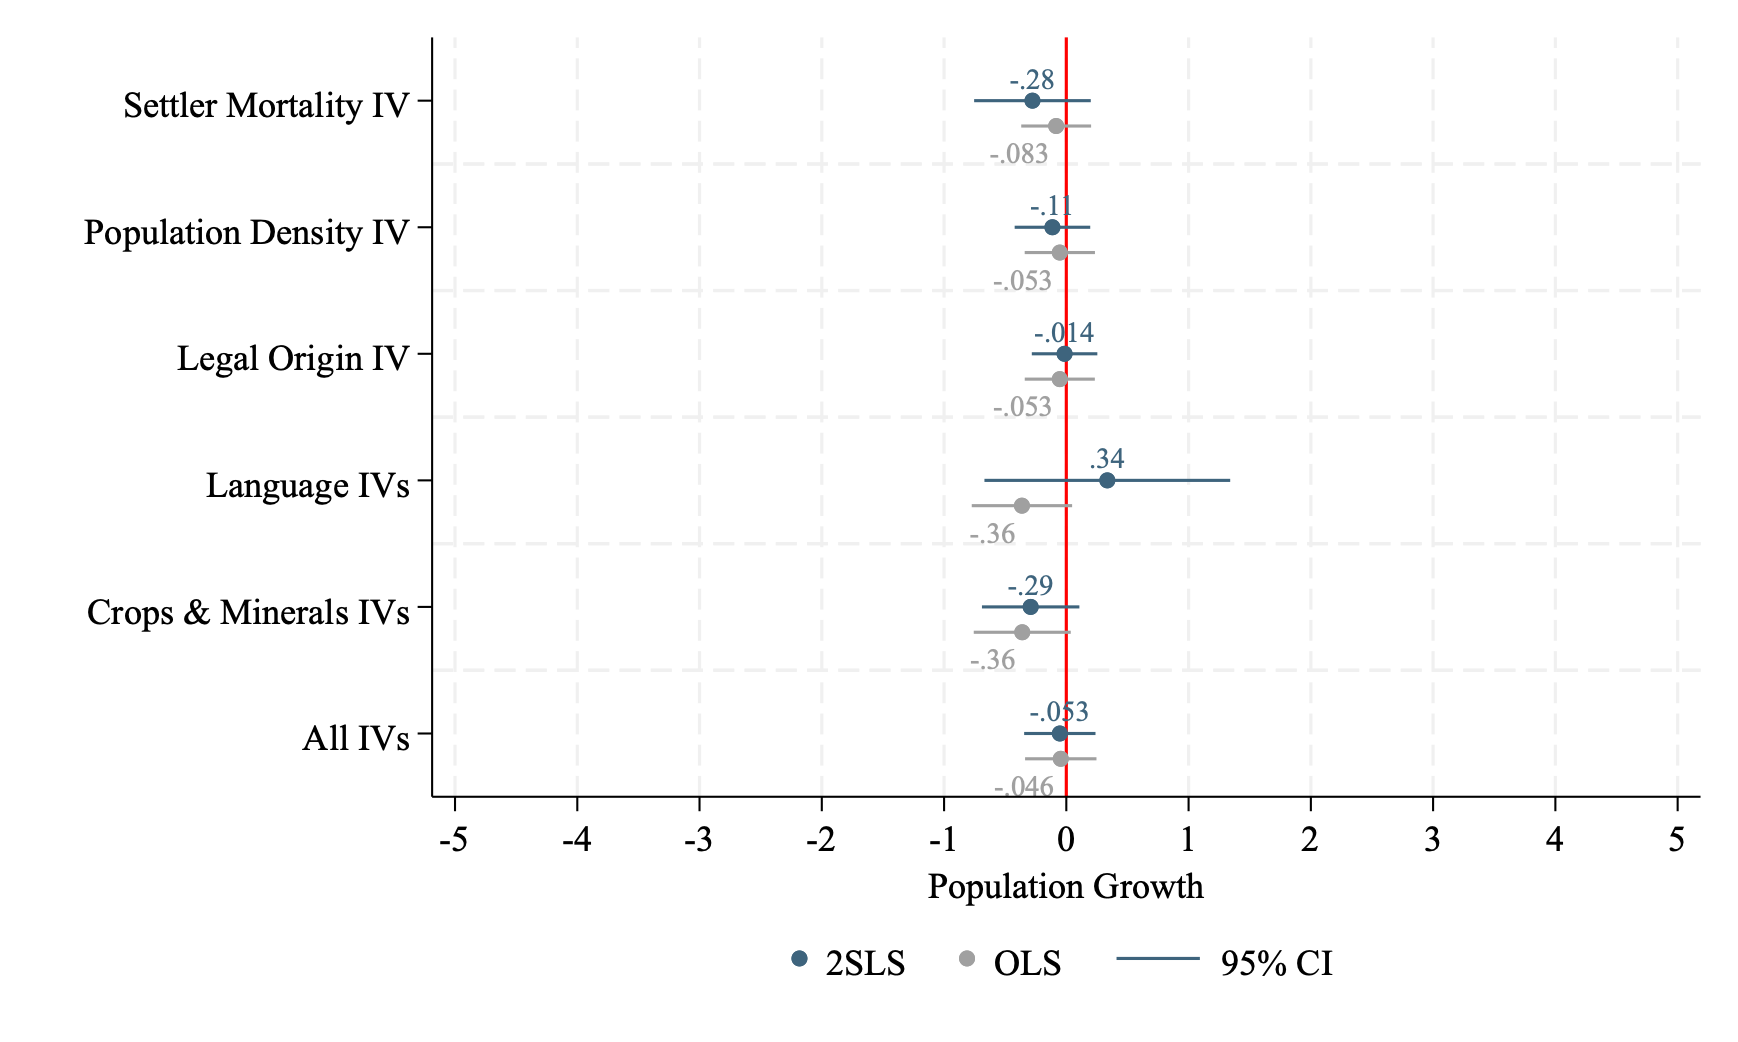 Settler Mortality IV
-.28
-.083
Population Density IV
-.11
-.053
Legal Origin IV
-.014
-.053
Language IVs
.34
-.36
Crops & Minerals IVs
-.29
-.36
All IVs
-.053
-.046
-5 -4 -3 -2 -1 0 1 2 3 4 5
Population Growth
2SLS OLS 95% CI